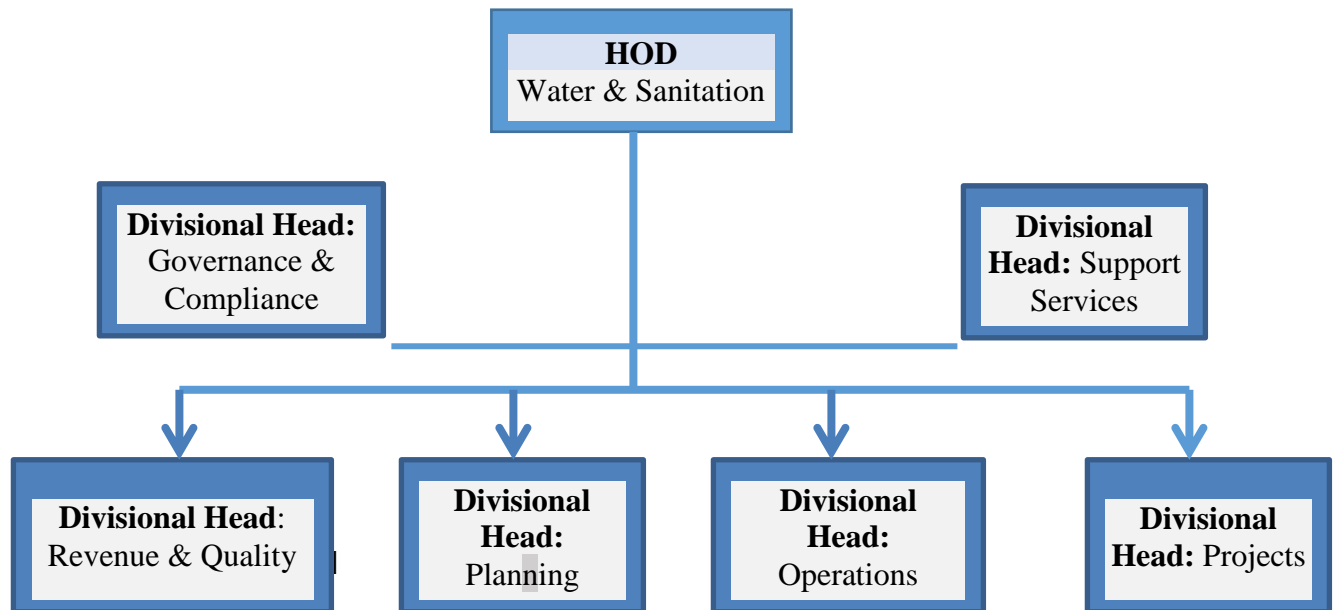 HOD
Water & Sanitation
Divisional Head:
Governance &
Compliance
Divisional
Head: Support
Services
Divisional Head:
Revenue & Quality
Divisional
Head:
Planning
Divisional
Head:
Operations
Divisional
Head: Projects